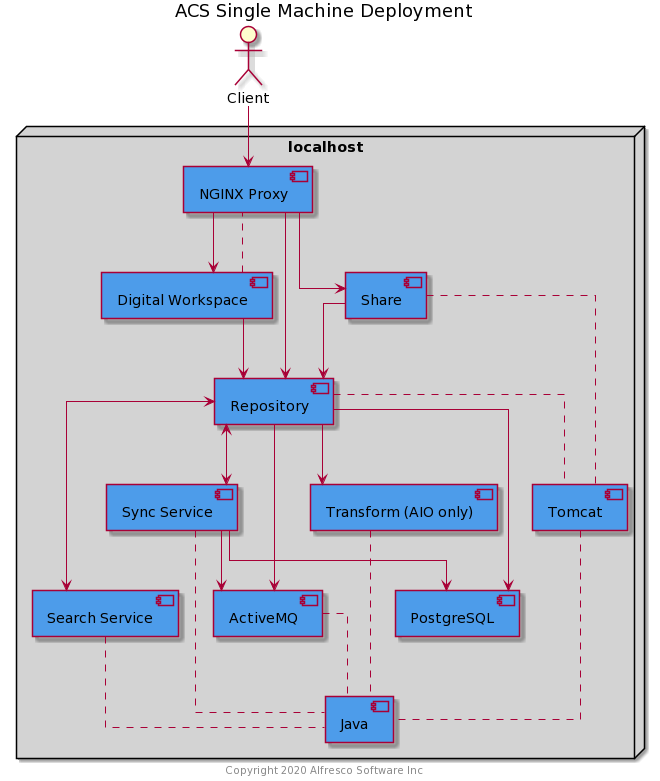 ACS Single Machine Deployment
Client
localhost
NGINX Proxy
Digital Workspace
Share
Repository
Sync Service
Transform (AIO only)
Tomcat
Search Service
ActiveMQ
PostgreSQL
Java
Copyright 2020 Alfresco Software Inc